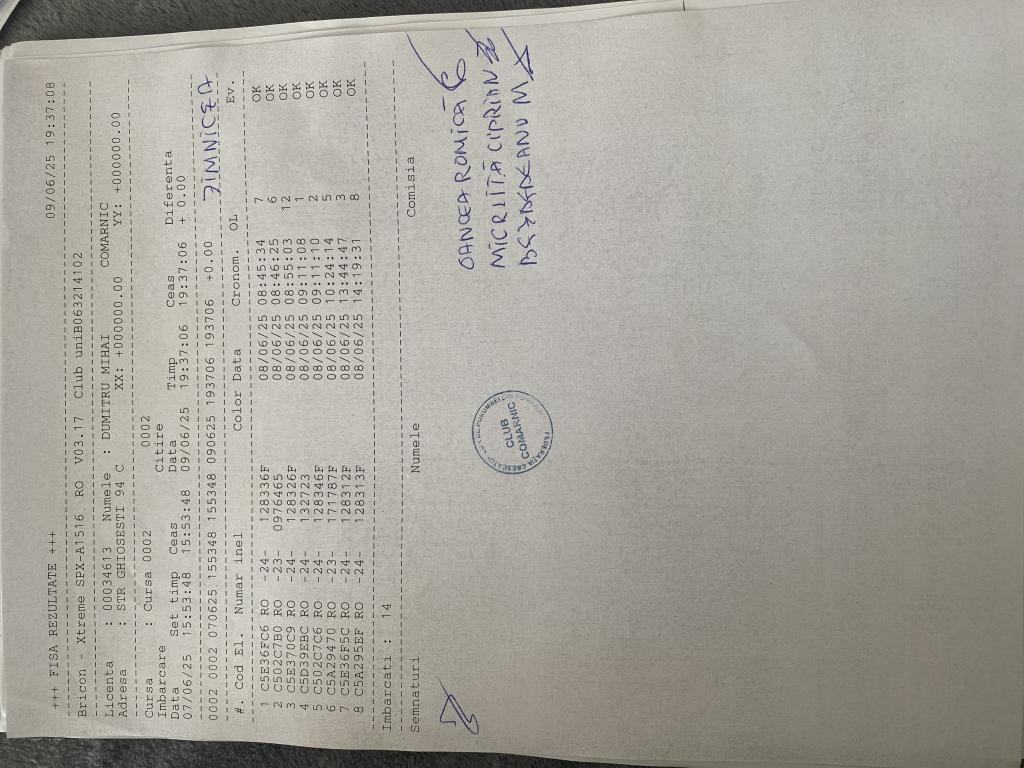 +++ FISA REZULTATE +++ 09/06/25 19:37:08
Bricon - Xtreme SPX-A1516 RO V03.17 Club uniB063214102
Licenta : 00034613 Numele : DUMITRU MIHAI COMARNIC
Adresa : STR GHIOSESTI 94 C XX: +000000.00 YY: +000000.00
Cursa : Cursa 0002 0002
Imbarcare Citire
Data Set timp Ceas Data Timp Ceas Diferenta
07/06/25 15:53:48 15:53:48 09/06/25 19:37:06 19:37:06 + 0.00
0002 0002 070625 155348 155348 090625 193706 193706 +0.00 ZIMNICEA
#. Cod El. Numar inel Color Data Cronom. OL Ev.
1 C5E36FC6 RO -24- 128336F 08/06/25 08:45:34 7 OK
2 C502C7B0 RO -23- 0976465 08/06/25 08:46:25 6 OK
3 C5E370C9 RO -24- 128326F 08/06/25 08:55:03 12 OK
4 C5D39EBC RO -24- 132723 08/06/25 09:11:08 1 OK
5 C502C7C6 RO -24- 128346F 08/06/25 09:11:10 2 OK
6 C5A29470 RO -23- 171787F 08/06/25 10:24:14 5 OK
7 C5E36F5C RO -24- 128312F 08/06/25 13:44:47 3 OK
8 C5A295EF RO -24- 128313F 08/06/25 14:19:31 8 OK
Imbarcati : 14
Semnaturi Numele Comisia
OANCEA ROMICĂ
MICRLITĂ CIPRIAN
CLUB
COMARNIC